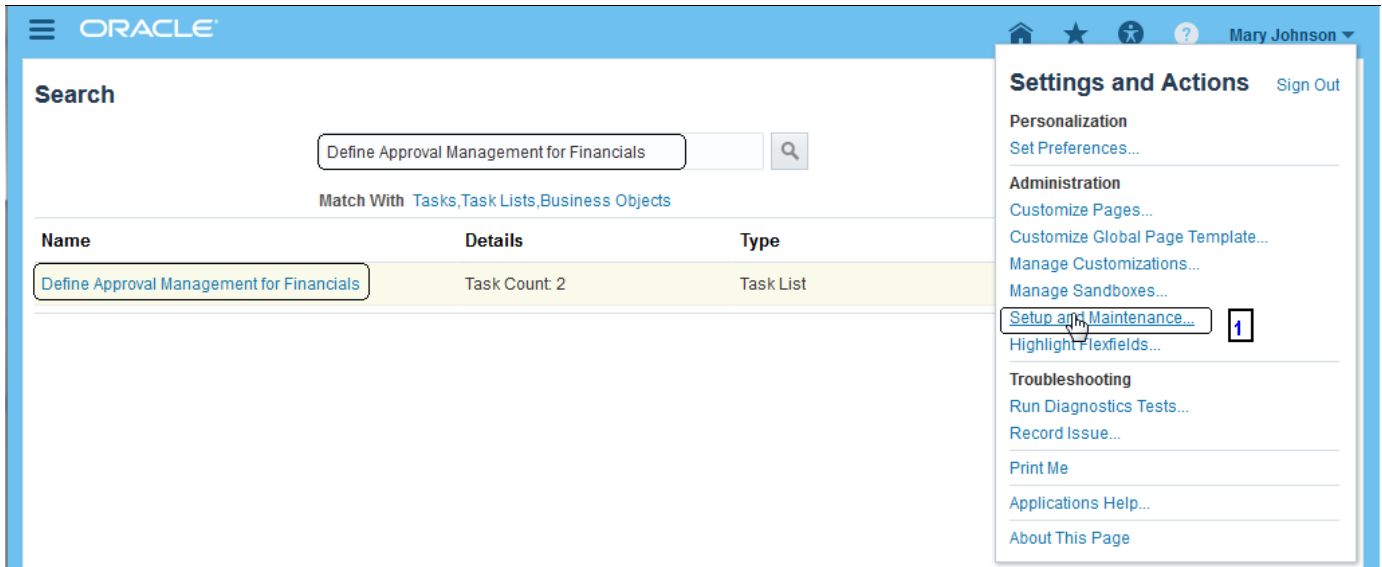 ORACLE
? Mary Johnson
Search
Define Approval Management for Financials
Match With Tasks,Task Lists,Business Objects
Name Details Type
Define Approval Management for Financials Task Count: 2 Task List
Settings and Actions Sign Out
Personalization
Set Preferences...
Administration
Customize Pages...
Customize Global Page Template...
Manage Customizations...
Manage Sandboxes...
Setup and Maintenance...
1
Highlight Flexfields...
Troubleshooting
Run Diagnostics Tests...
Record Issue...
Print Me
Applications Help...
About This Page